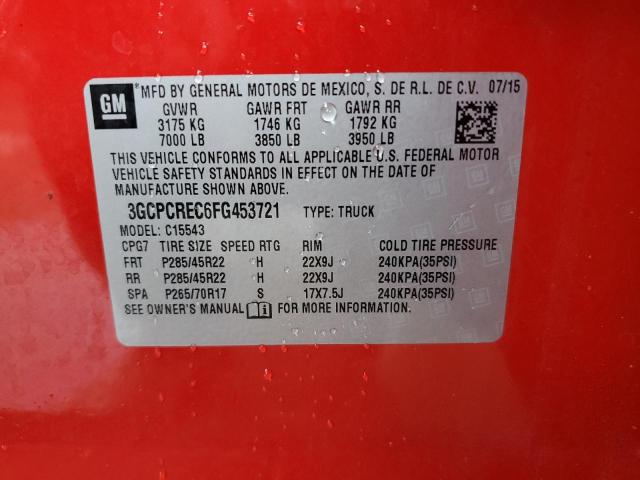 GM
*MFD BY GENERAL MOTORS DE MEXICO, S. DE R.L. DE C.V. 07/15
GVWR GAWR FRT GAWR RR
3175 KG 1746 KG 1792 KG
7000 LB 3850 LB 3950 LB
THIS VEHICLE CONFORMS TO ALL APPLICABLE U.S. FEDERAL MOTOR
VEHICLE SAFETY STANDARDS IN EFFECT ON THE DATE OF
MANUFACTURE SHOWN ABOVE.
3GCPCREC6FG453721 TYPE: TRUCK
MODEL: C15543
CPG7 TIRE SIZE SPEED RTG RIM COLD TIRE PRESSURE
FRT P285/45R22 H 22X9J 240KPA(35PSI)
RR P285/45R22 H 22X9J 240KPA(35PSI)
SPA P265/70R17 S 17X7.5J 240KPA(35PSI)
SEE OWNER'S MANUAL FOR MORE INFORMATION.